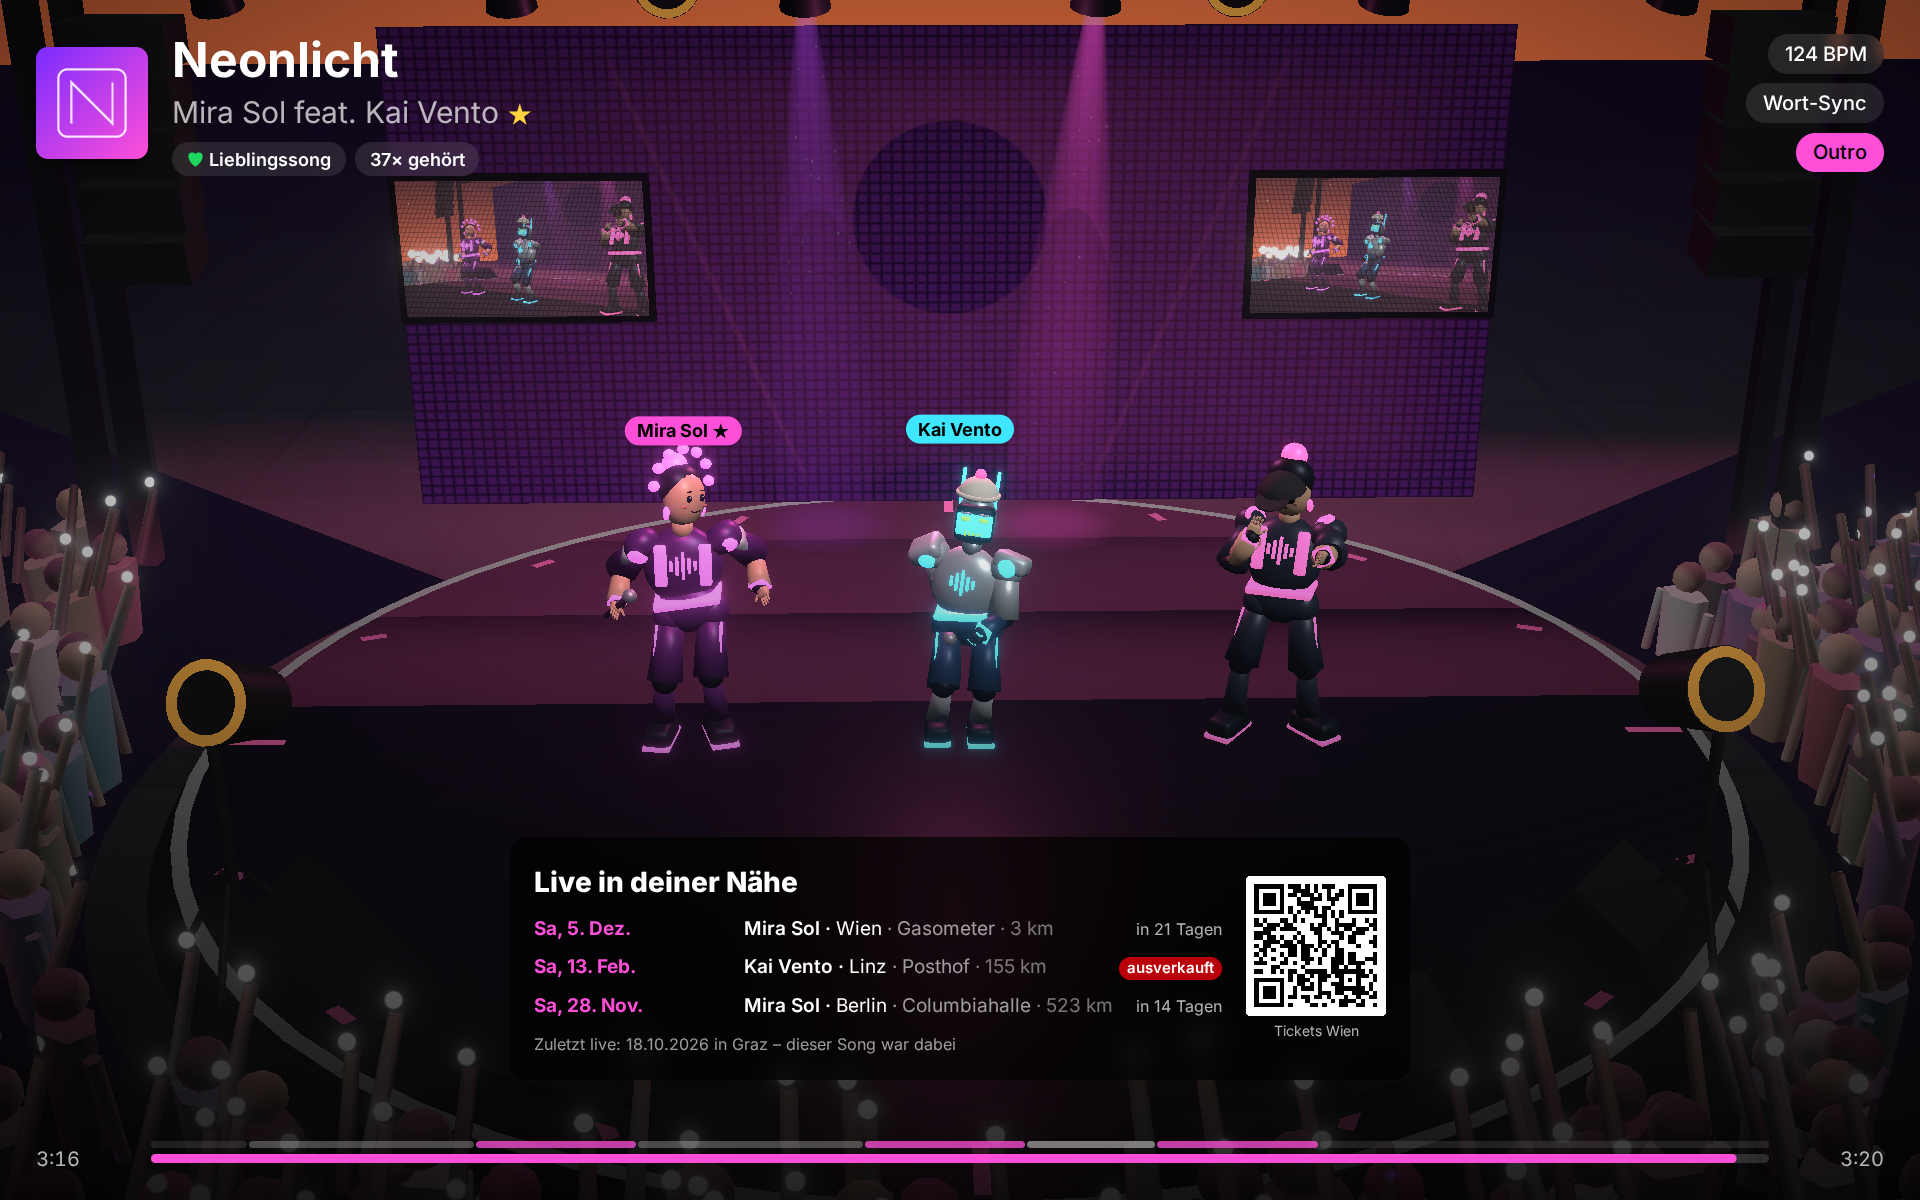 N
Neonlicht
Mira Sol feat. Kai Vento ★
Lieblingssong
37× gehört
124 BPM
Wort-Sync
Outro
Mira Sol ★
Kai Vento
Live in deiner Nähe
Sa, 5. Dez. Mira Sol · Wien · Gasometer · 3 km in 21 Tagen
Sa, 13. Feb. Kai Vento · Linz · Posthof · 155 km ausverkauft
Sa, 28. Nov. Mira Sol · Berlin · Columbiahalle · 523 km in 14 Tagen
Zuletzt live: 18.10.2026 in Graz – dieser Song war dabei
Tickets Wien
3:16
3:20